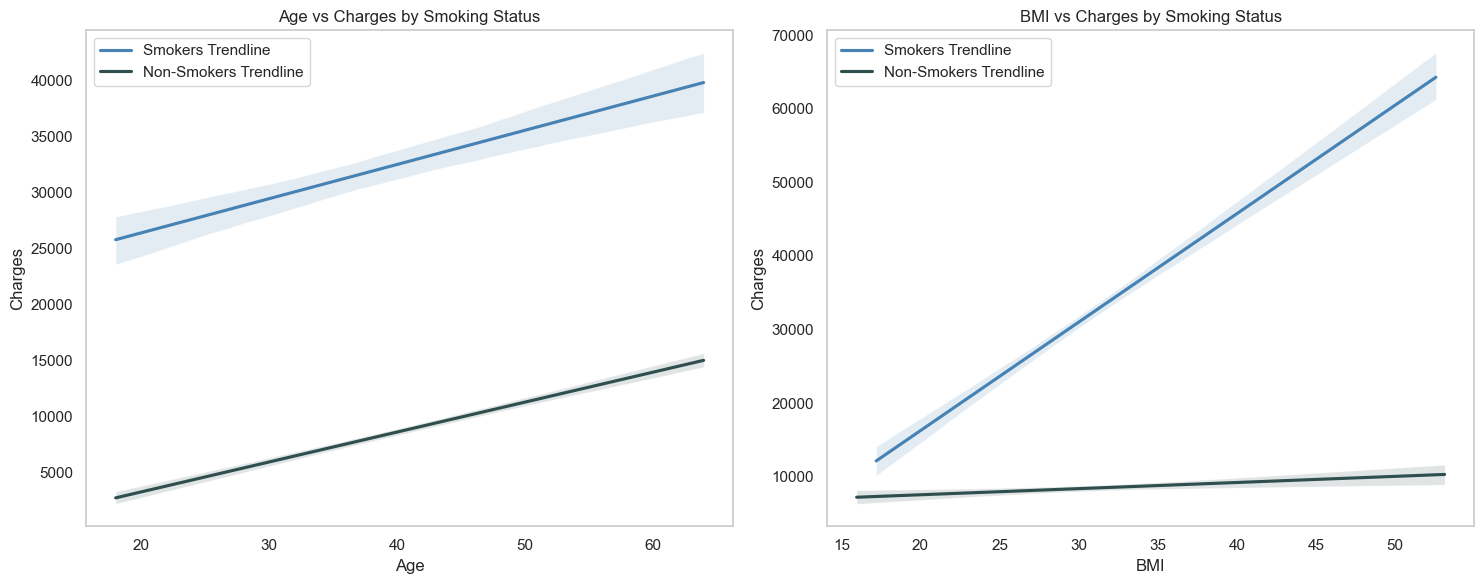 Age vs Charges by Smoking Status
Smokers Trendline
Non-Smokers Trendline
40000
35000
30000
25000
20000
15000
10000
5000
Charges
20 30 40 50 60
Age
BMI vs Charges by Smoking Status
Smokers Trendline
Non-Smokers Trendline
70000
60000
50000
40000
30000
20000
10000
Charges
15 20 25 30 35 40 45 50
BMI